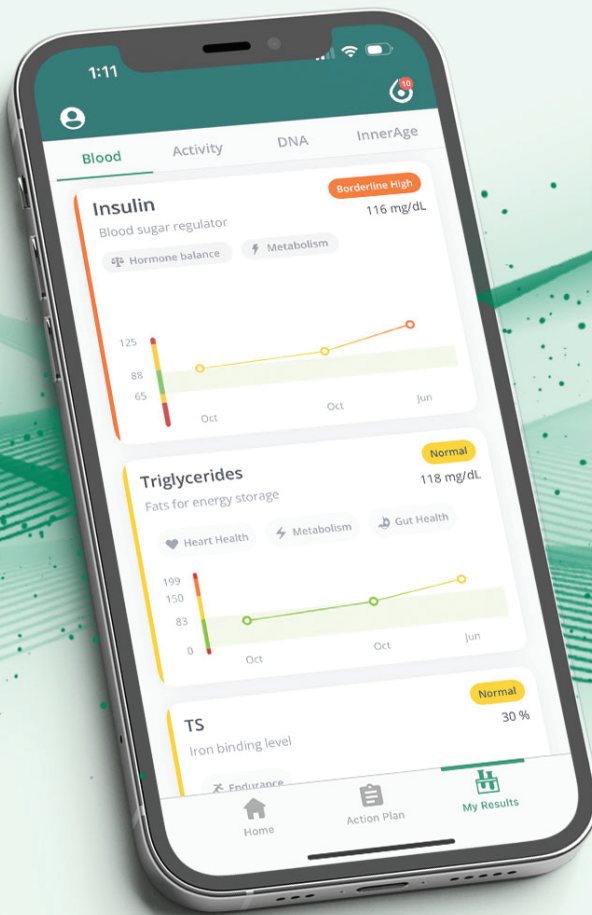 1:11
10
Blood Activity DNA InnerAge
Insulin
Borderline High
Blood sugar regulator
116 mg/dL
Hormone balance Metabolism
125
88
65
Oct Oct Jun
Triglycerides
Normal
Fats for energy storage
118 mg/dL
Heart Health Metabolism Gut Health
199
150
83
0
Oct Oct Jun
TS
Normal
Iron binding level
30 %
Endurance
Home Action Plan My Results